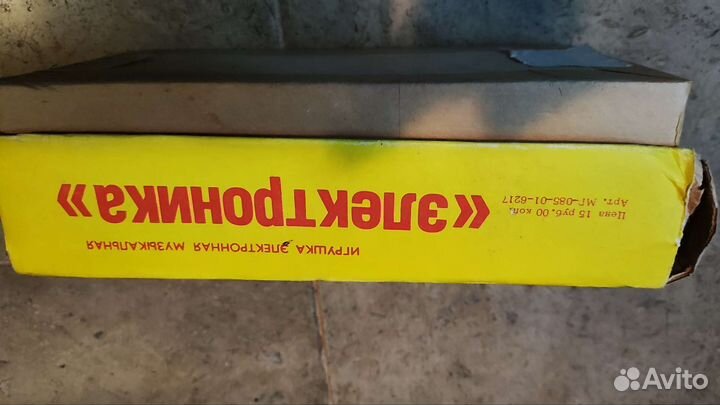 ИГРУШКА ЭЛЕКТРОННАЯ МУЗЫКАЛЬНАЯ
«ЭЛЕКТРОНИКА»
Арт. МГ-085-01-6217
Цена 15 руб. 00 коп.
Avito